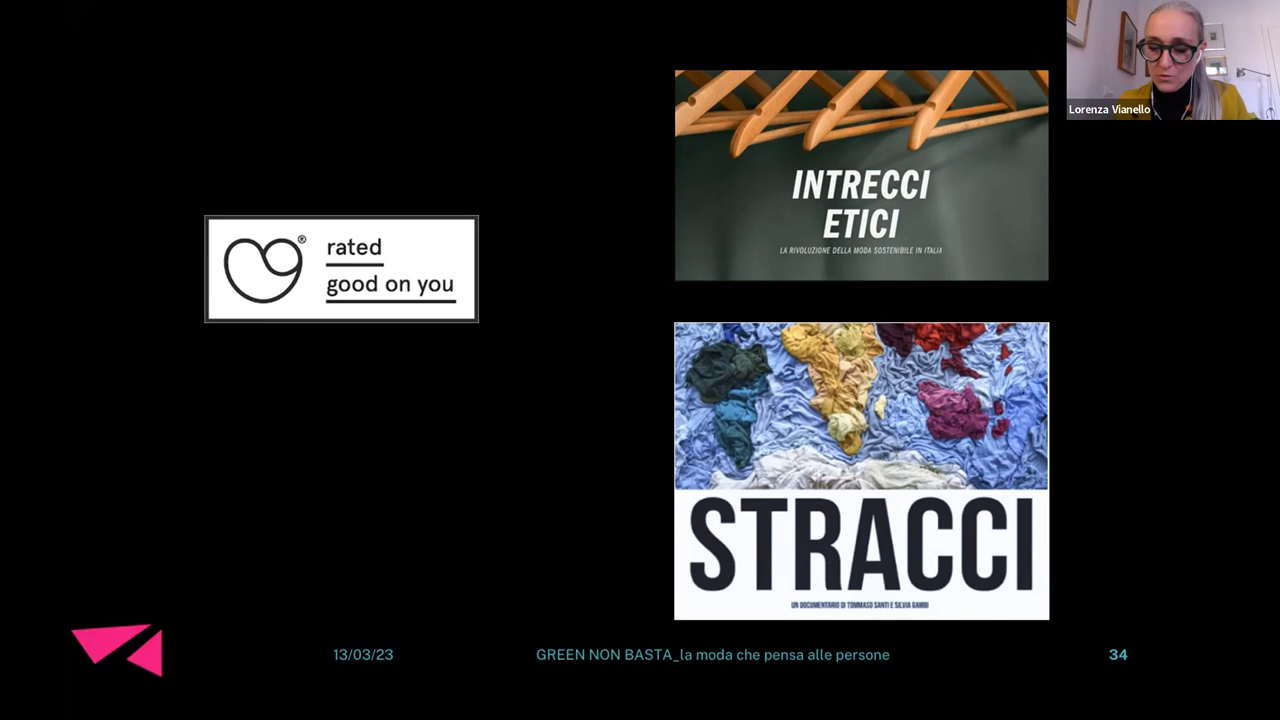 Lorenza Vianello
INTRECCI
ETICI
LA RIVOLUZIONE DELLA MODA SOSTENIBILE IN ITALIA
®
rated
good on you
STRACCI
UN DOCUMENTARIO DI TOMMASO SANTI E SILVIA GAMBI
13/03/23
GREEN NON BASTA_la moda che pensa alle persone
34